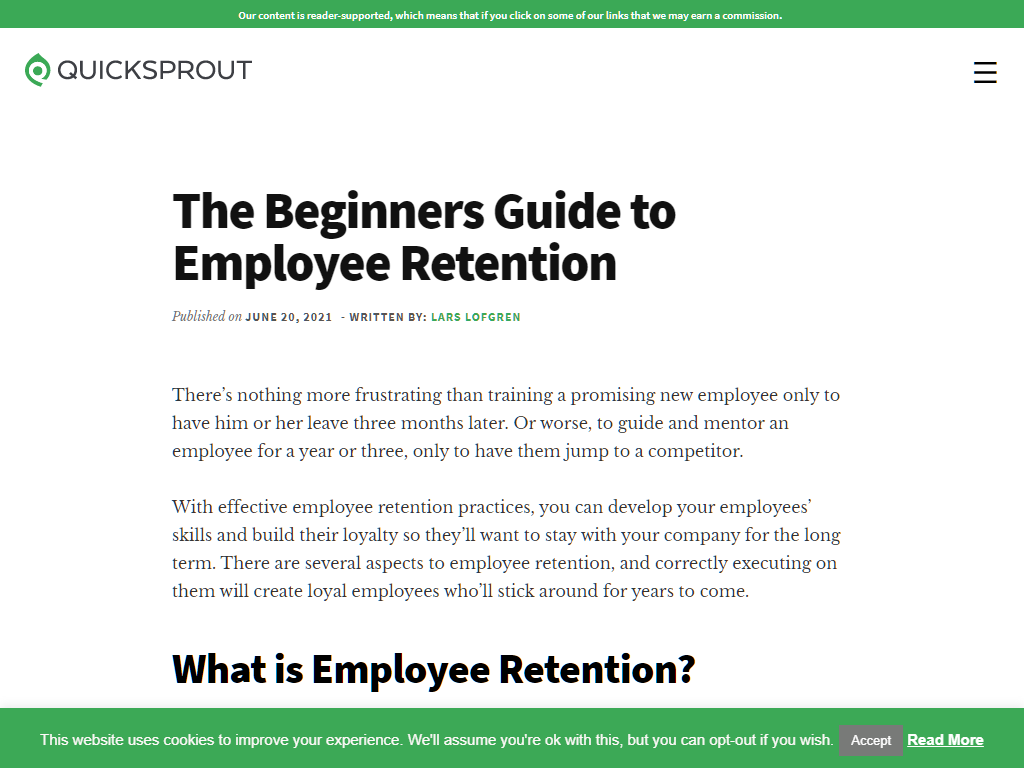 Our content is reader-supported, which means that if you click on some of our links that we may earn a commission.
QUICKSPROUT
The Beginners Guide to
Employee Retention
Published on JUNE 20, 2021 - WRITTEN BY: LARS LOFGREN
There’s nothing more frustrating than training a promising new employee only to
have him or her leave three months later. Or worse, to guide and mentor an
employee for a year or three, only to have them jump to a competitor.
With effective employee retention practices, you can develop your employees’
skills and build their loyalty so they’ll want to stay with your company for the long
term. There are several aspects to employee retention, and correctly executing on
them will create loyal employees who’ll stick around for years to come.
What is Employee Retention?
This website uses cookies to improve your experience. We'll assume you're ok with this, but you can opt-out if you wish. Accept Read More